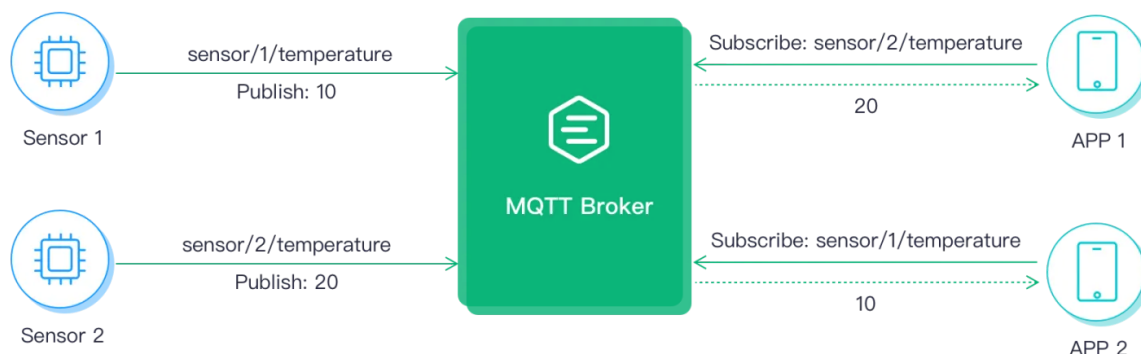 sensor/1/temperature
Publish: 10
Sensor 1
sensor/2/temperature
Publish: 20
Sensor 2
MQTT Broker
Subscribe: sensor/2/temperature
20
APP 1
Subscribe: sensor/1/temperature
10
APP 2